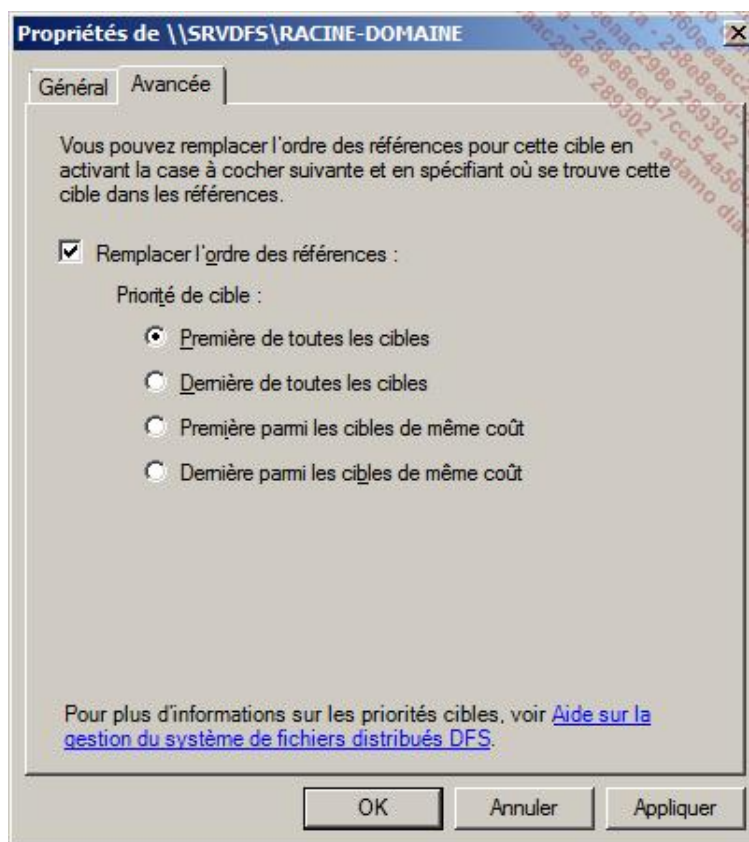 Propriétés de \\SRVDFS\RACINE-DOMAINE
Général Avancée
Vous pouvez remplacer l'ordre des références pour cette cible en
activant la case à cocher suivante et en spécifiant où se trouve cette
cible dans les références.
Remplacer l'ordre des références :
Priorité de cible :
Première de toutes les cibles
Dernière de toutes les cibles
Première parmi les cibles de même coût
Dernière parmi les cibles de même coût
Pour plus d'informations sur les priorités cibles, voir Aide sur la
gestion du système de fichiers distribués DFS.
OK Annuler Appliquer